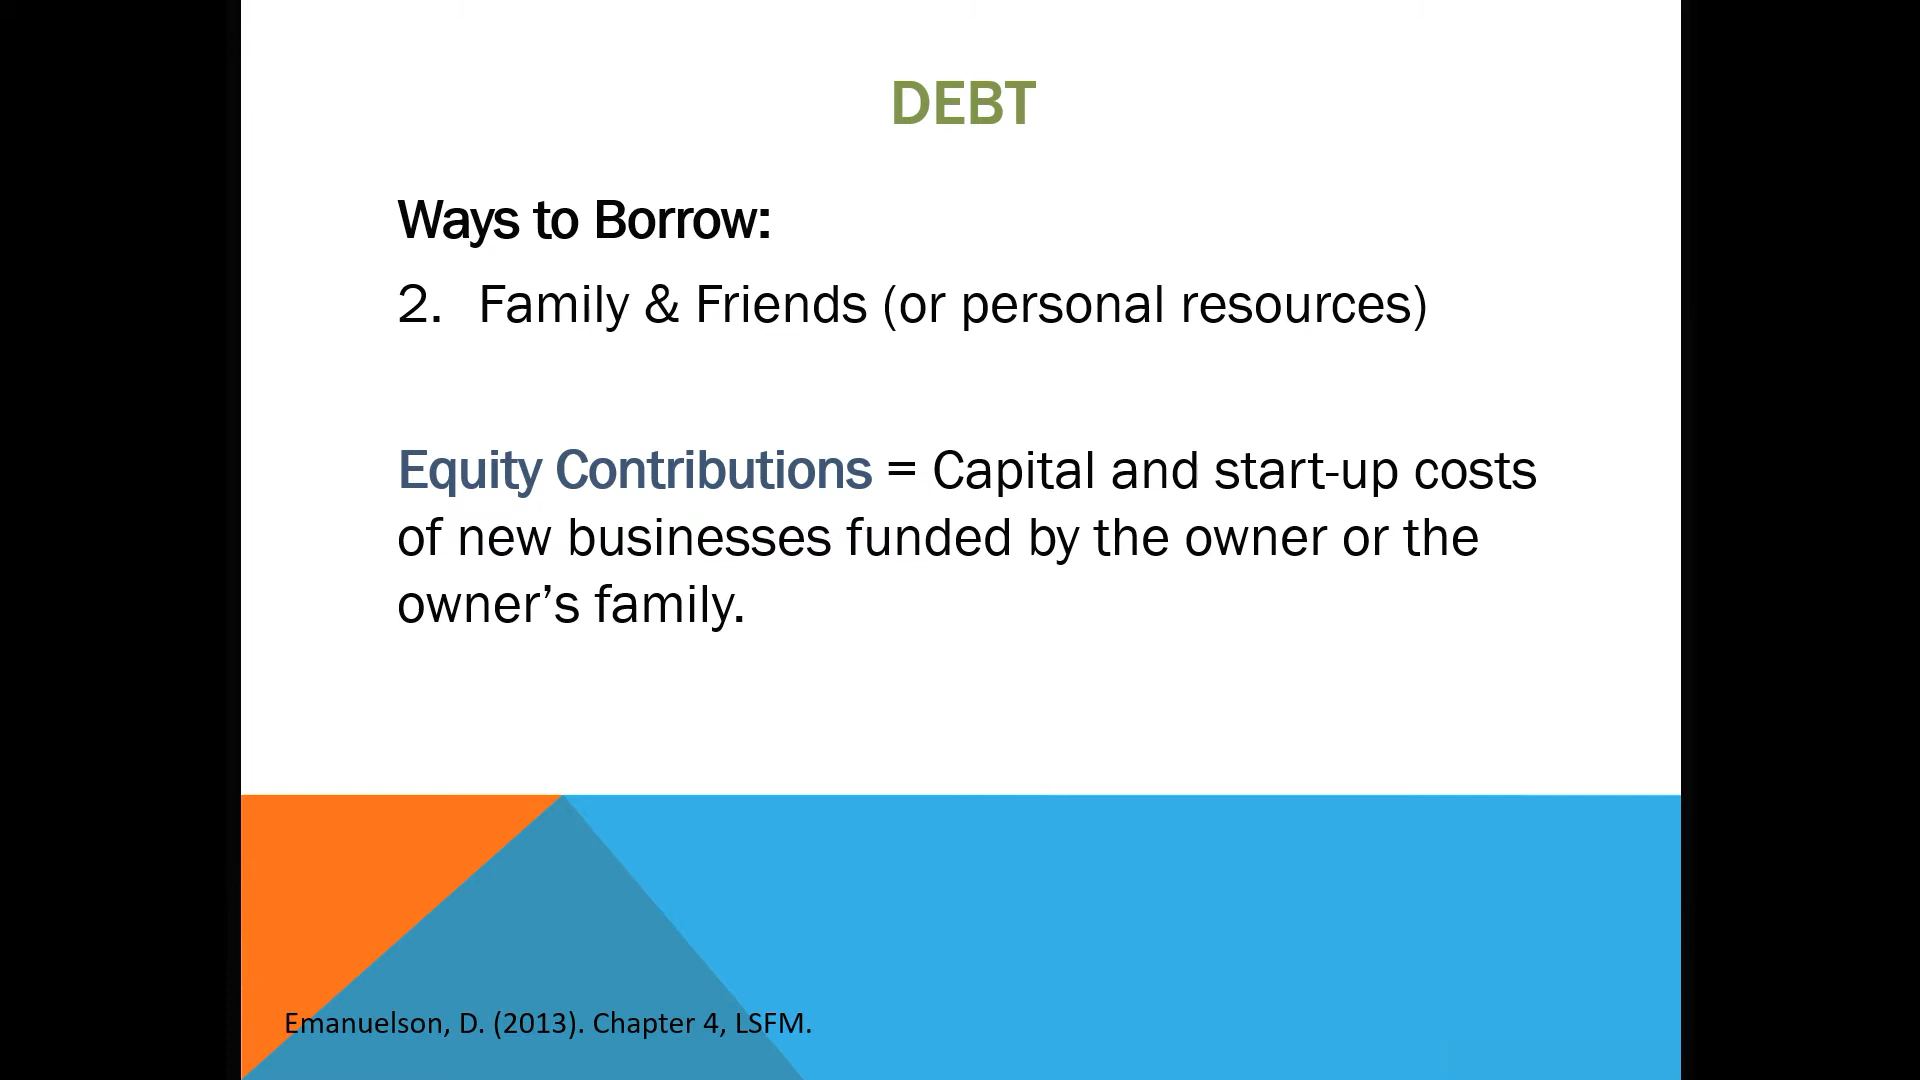 DEBT
Ways to Borrow:
2. Family & Friends (or personal resources)
Equity Contributions = Capital and start-up costs
of new businesses funded by the owner or the
owner’s family.
Emanuelson, D. (2013). Chapter 4, LSFM.